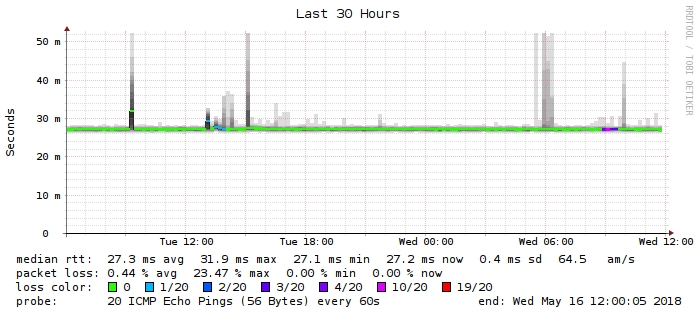 Last 30 Hours
RRDTOOL / TOBI OETIKER
Seconds
50 m
40 m
30 m
20 m
10 m
0
Tue 12:00 Tue 18:00 Wed 00:00 Wed 06:00 Wed 12:00
median rtt: 27.3 ms avg 31.9 ms max 27.1 ms min 27.2 ms now 0.4 ms sd 64.5 am/s
packet loss: 0.44 % avg 23.47 % max 0.00 % min 0.00 % now
loss color: 0 1/20 2/20 3/20 4/20 10/20 19/20
probe: 20 ICMP Echo Pings (56 Bytes) every 60s end: Wed May 16 12:00:05 2018